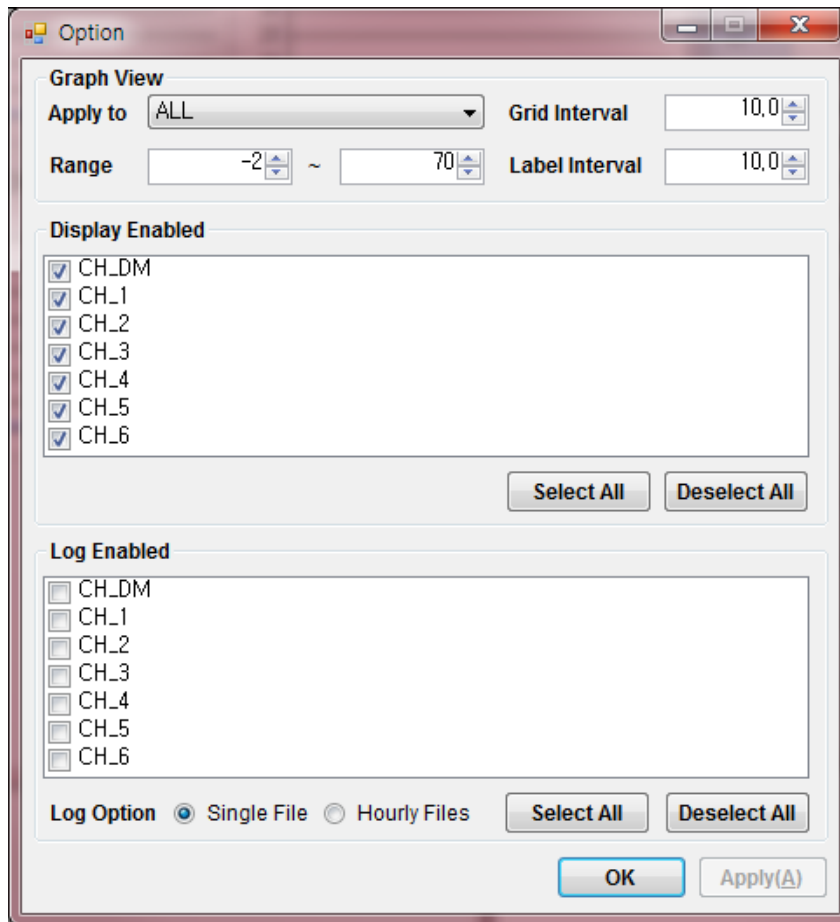 Option
Graph View
Apply to ALL Grid Interval 10,0
Range -2 ~ 70 Label Interval 10,0
Display Enabled
CH_DM
CH_1
CH_2
CH_3
CH_4
CH_5
CH_6
Select All Deselect All
Log Enabled
CH_DM
CH_1
CH_2
CH_3
CH_4
CH_5
CH_6
Log Option Single File Hourly Files Select All Deselect All
OK Apply(A)